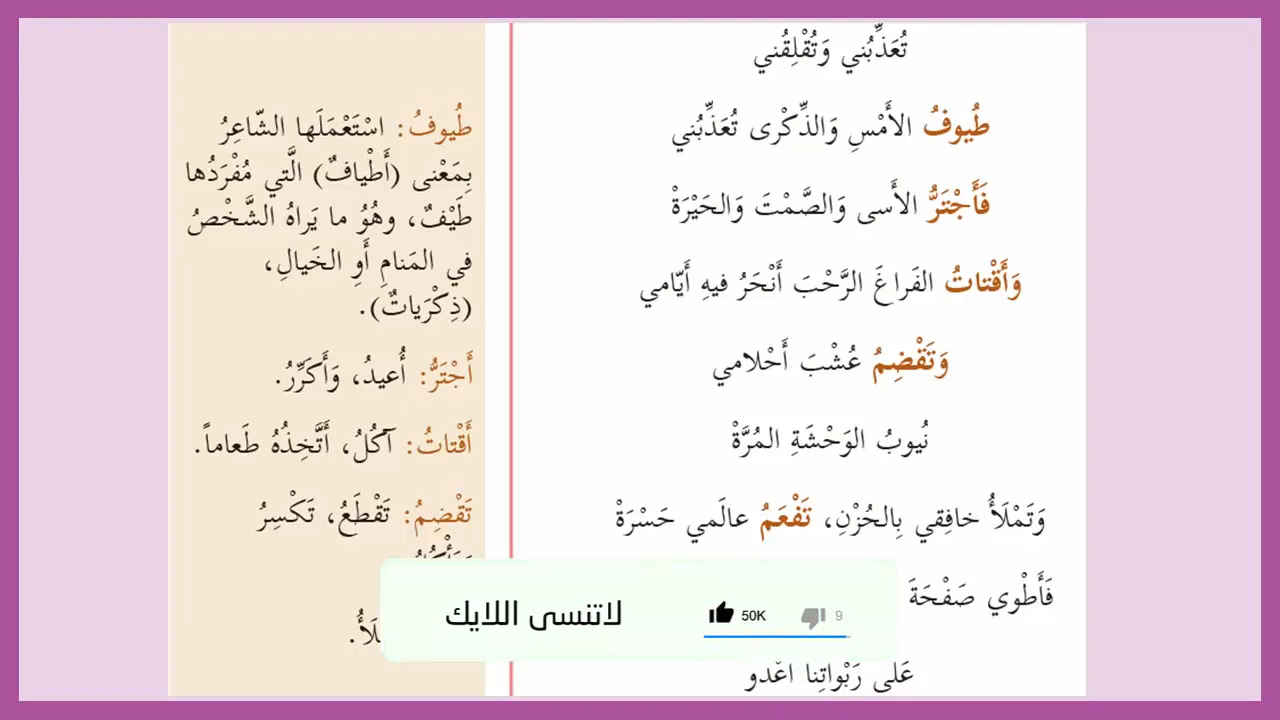 تُعَذِّبُني وَتُقْلِقُني
طُيوفُ الأَمْسِ وَالذِّكْرى تُعَذِّبُني
فَأَجْتَرُّ الأَسى وَالصَّمْتَ وَالحَيْرَةْ
وَأَقْتاتُ الفَراغَ الرَّحْبَ أَنْحَرُ فيهِ أَيّامي
وَتَقْضِمُ عُشْبَ أَحْلامي
نُيوبُ الوَحْشَةِ المُرَّةْ
وَتَمْلَأُ خافِقي بِالحُزْنِ، تَفْعَمُ عالَمي حَسْرَةْ
فَأَطْوي صَفْحَةَ
عَلى رَبْواتِنا أغْدو
طُيوفُ: اسْتَعْمَلَها الشّاعِرُ
بِمَعْنى (أَطْيافٌ) الَّتي مُفْرَدُها
طَيْفٌ، وهُوُ ما يَراهُ الشَّخْصُ
في المَنامِ أَوِ الخَيالِ،
(ذِكْرَياتٌ).
أَجْتَرُّ: أُعيدُ، وَأَكَرِّرُ.
أَقْتاتُ: آكُلُ، أَتَّخِذُهُ طَعاماً.
تَقْضِمُ: تَقْطَعُ، تَكْسِرُ
لاتنسى اللايك
50K
9